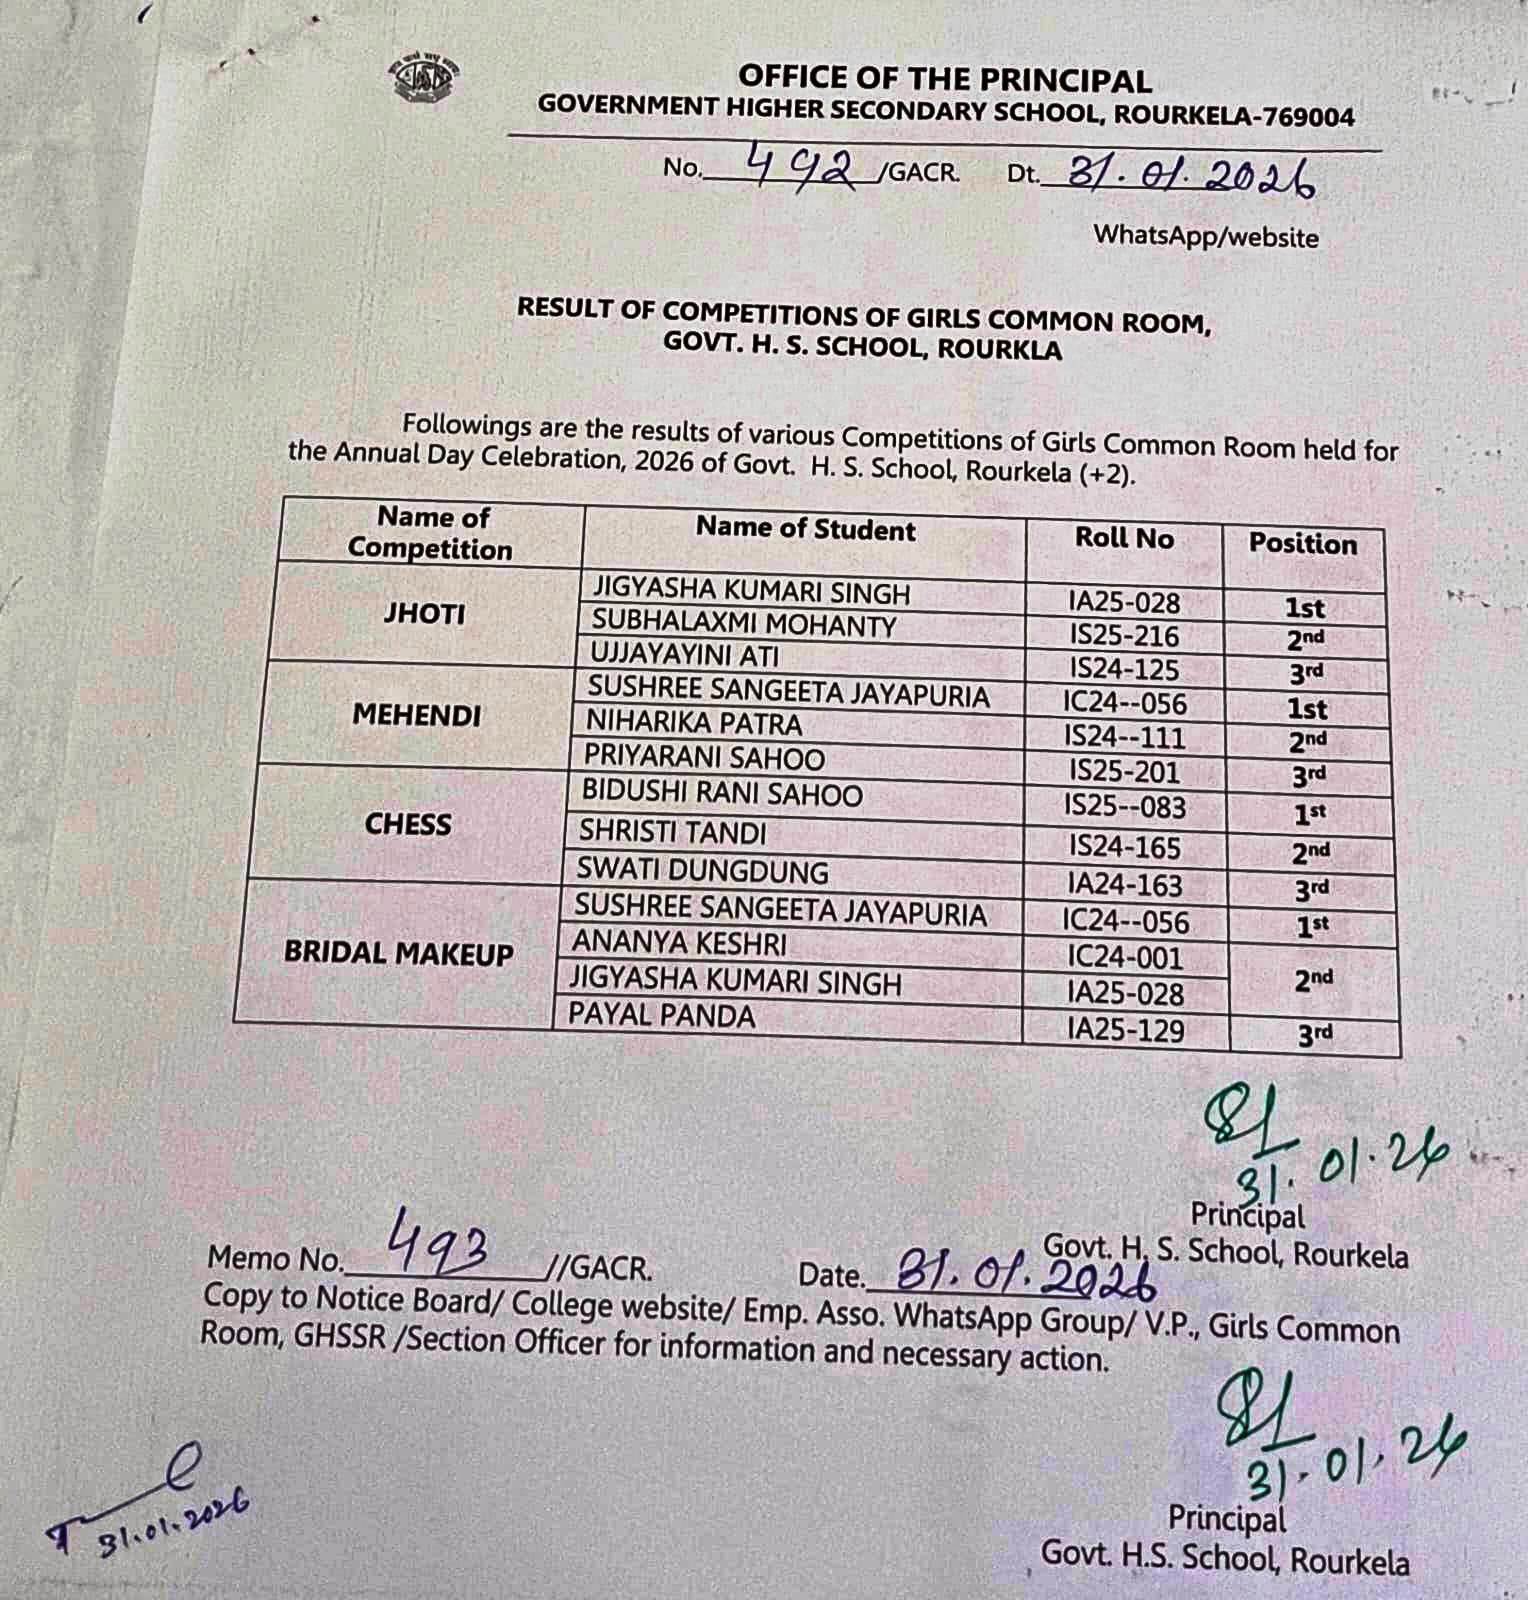 OFFICE OF THE PRINCIPAL
GOVERNMENT HIGHER SECONDARY SCHOOL, ROURKELA-769004
No. 492 /GACR. Dt. 31.01.2026
WhatsApp/website
RESULT OF COMPETITIONS OF GIRLS COMMON ROOM,
GOVT. H. S. SCHOOL, ROURKLA
Followings are the results of various Competitions of Girls Common Room held for
the Annual Day Celebration, 2026 of Govt. H. S. School, Rourkela (+2).
Name of Competition Name of Student Roll No Position
JHOTI JIGYASHA KUMARI SINGH IA25-028 1st
SUBHALAXMI MOHANTY IS25-216 2nd
UJJAYAYINI ATI IS24-125 3rd
MEHENDI SUSHREE SANGEETA JAYAPURIA IC24--056 1st
NIHARIKA PATRA IS24--111 2nd
PRIYARANI SAHOO IS25-201 3rd
CHESS BIDUSHI RANI SAHOO IS25--083 1st
SHRISTI TANDI IS24-165 2nd
SWATI DUNGDUNG IA24-163 3rd
BRIDAL MAKEUP SUSHREE SANGEETA JAYAPURIA IC24--056 1st
ANANYA KESHRI IC24-001 2nd
JIGYASHA KUMARI SINGH IA25-028
PAYAL PANDA IA25-129 3rd
31.01.26
Principal
Govt. H. S. School, Rourkela
Memo No. 493 //GACR. Date. 31.01.2026
Copy to Notice Board/ College website/ Emp. Asso. WhatsApp Group/ V.P., Girls Common
Room, GHSSR /Section Officer for information and necessary action.
31.01.26
Principal
Govt. H.S. School, Rourkela
31.01.2026